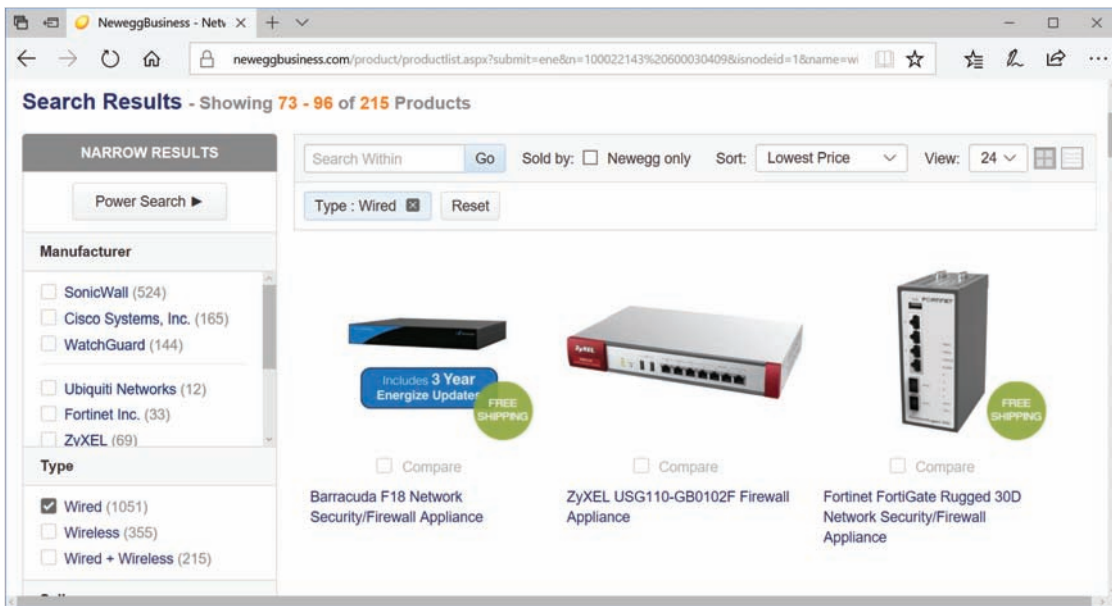 NeweggBusiness - Netw
neweggbusiness.com/product/productlist.aspx?submit=ene&n=100022143%20600030409&isnodeid=1&name=wi
Search Results - Showing 73 - 96 of 215 Products
NARROW RESULTS
Power Search
Manufacturer
SonicWall (524)
Cisco Systems, Inc. (165)
WatchGuard (144)
Ubiquiti Networks (12)
Fortinet Inc. (33)
ZyXEL (69)
Type
Wired (1051)
Wireless (355)
Wired + Wireless (215)
Search Within
Go
Sold by: Newegg only
Sort: Lowest Price
View: 24
Type : Wired
Reset
Includes 3 Year
Energize Updates
FREE
SHIPPING
Compare
Barracuda F18 Network
Security/Firewall Appliance
ZyXEL
Compare
ZyXEL USG110-GB0102F Firewall
Appliance
FORTINET
FREE
SHIPPING
Compare
Fortinet FortiGate Rugged 30D
Network Security/Firewall
Appliance